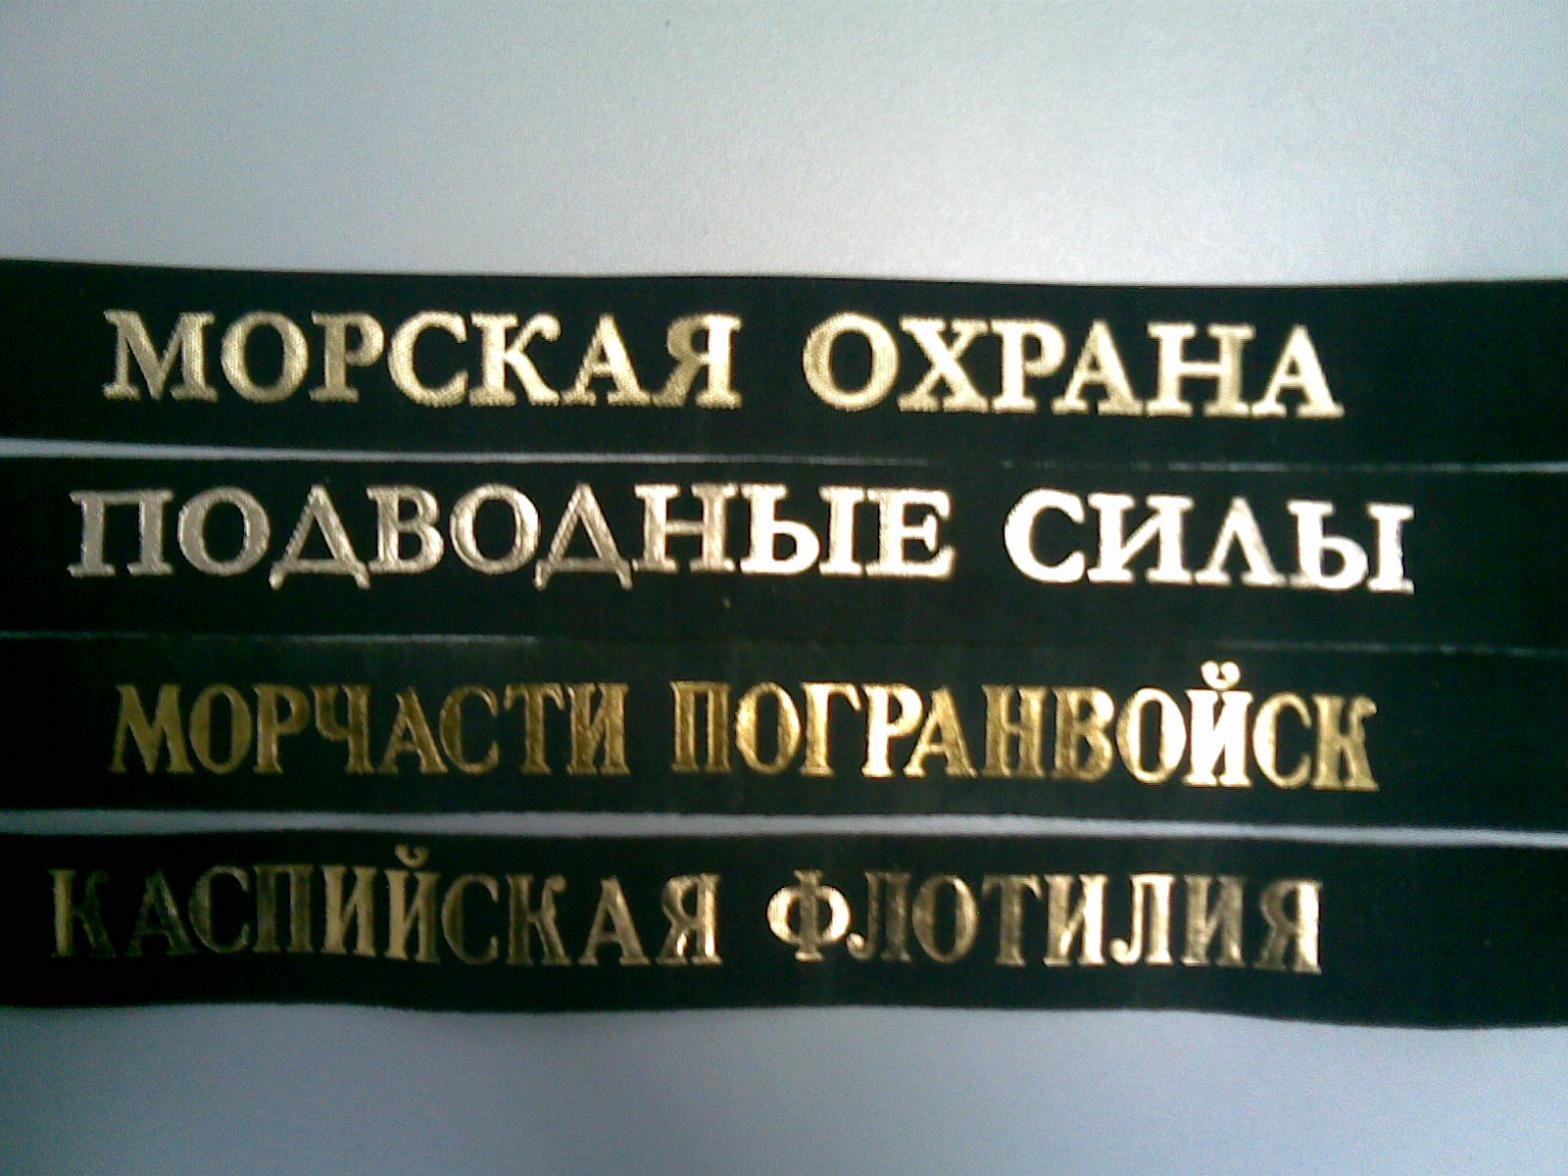 МОРСКАЯ ОХРАНА
ПОДВОДНЫЕ СИЛЫ
МОРЧАСТИ ПОГРАНВОЙСК
КАСПИЙСКАЯ ФЛОТИЛИЯ